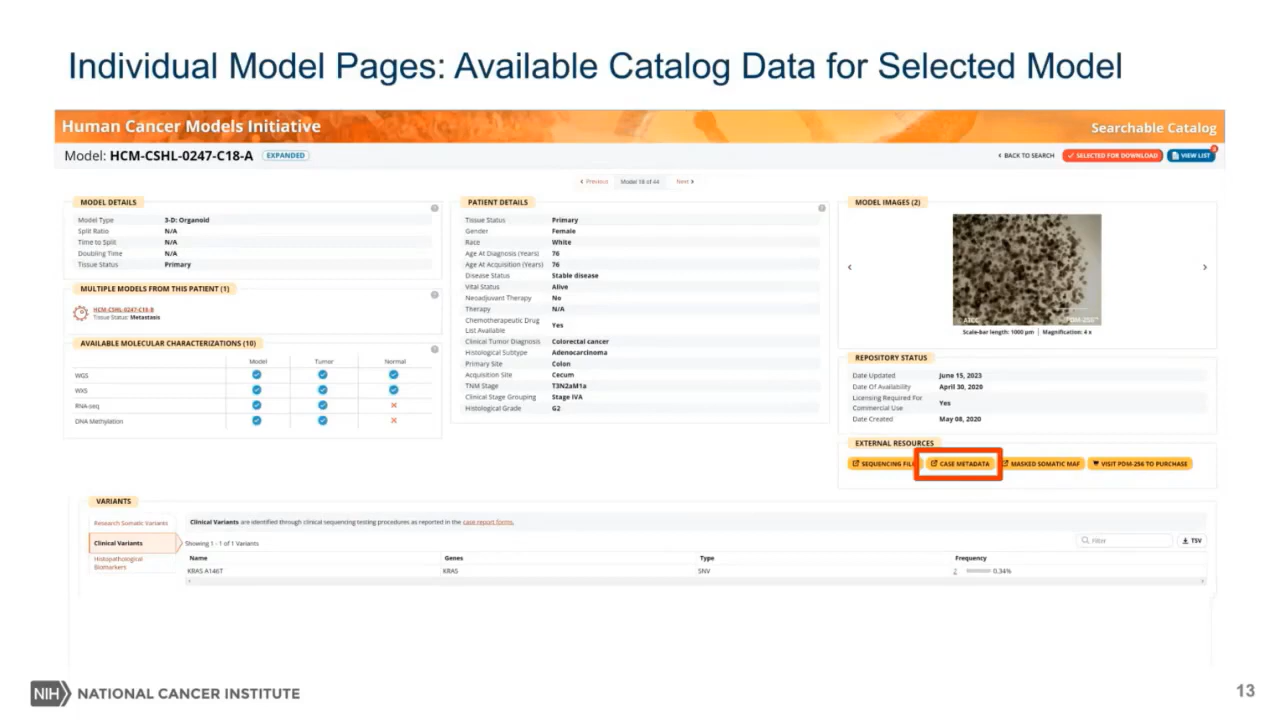 Individual Model Pages: Available Catalog Data for Selected Model
Human Cancer Models Initiative
Searchable Catalog
Model: HCM-CSHL-0247-C18-A EXPANDED
BACK TO SEARCH
SELECTED FOR DOWNLOAD
VIEW LIST
Previous
Model 18 of 44
Next
MODEL DETAILS
Model Type 3-D: Organoid
Split Ratio N/A
Time to Split N/A
Doubling Time N/A
Tissue Status Primary
MULTIPLE MODELS FROM THIS PATIENT (1)
HCM-CSHL-0247-C18-B
Tissue Status: Metastasis
AVAILABLE MOLECULAR CHARACTERIZATIONS (10)
Model Tumor Normal
WGS
WXS
RNA-seq
DNA Methylation
PATIENT DETAILS
Tissue Status Primary
Gender Female
Race White
Age At Diagnosis (Years) 76
Age At Acquisition (Years) 76
Disease Status Stable disease
Vital Status Alive
Neoadjuvant Therapy No
Therapy N/A
Chemotherapeutic Drug
List Available Yes
Clinical Tumor Diagnosis Colorectal cancer
Histological Subtype Adenocarcinoma
Primary Site Colon
Acquisition Site Cecum
TNM Stage T3N2aM1a
Clinical Stage Grouping Stage IVA
Histological Grade G2
MODEL IMAGES (2)
ATCC PDM-256™
Scale-bar length: 1000 µm | Magnification: 4 x
REPOSITORY STATUS
Date Updated June 15, 2023
Date Of Availability April 30, 2020
Licensing Required For
Commercial Use Yes
Date Created May 08, 2020
EXTERNAL RESOURCES
SEQUENCING FIL
CASE METADATA
MASKED SOMATIC MAF
VISIT PDM-256 TO PURCHASE
VARIANTS
Research Somatic Variants
Clinical Variants
Histopathological
Biomarkers
Clinical Variants are identified through clinical sequencing testing procedures as reported in the case report forms.
Showing 1 - 1 of 1 Variants
Filter
TSV
Name Genes Type Frequency
KRAS A146T KRAS SNV 2 0.34%
NIH NATIONAL CANCER INSTITUTE
13